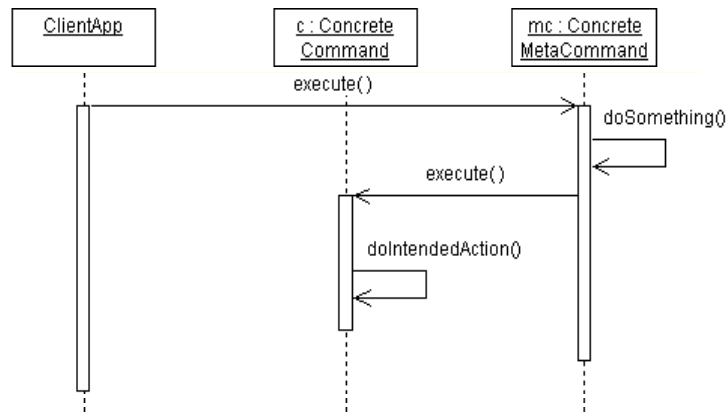 ClientApp
c : Concrete
Command
mc : Concrete
MetaCommand
execute()
doSomething()
execute()
doIntendedAction()